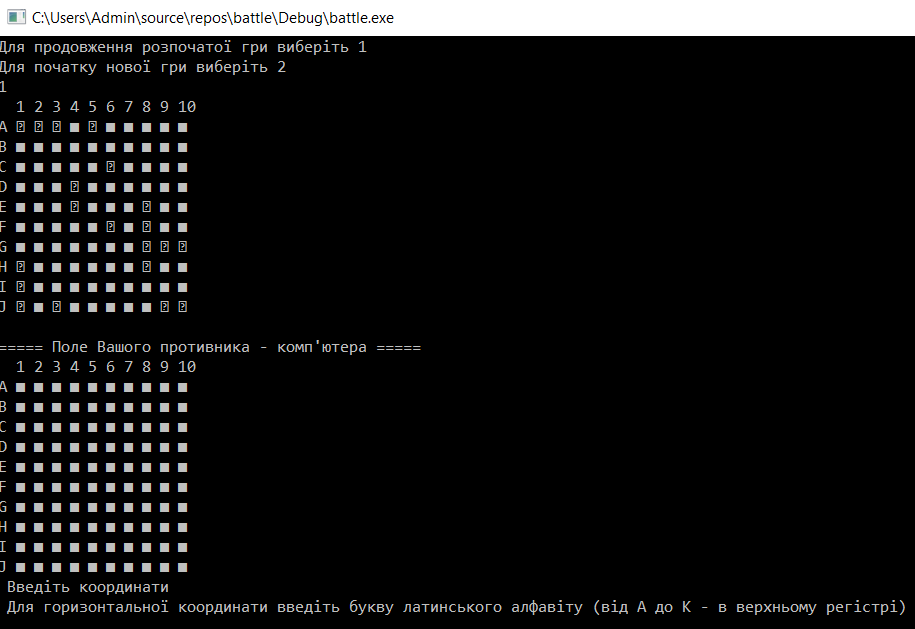 C:\Users\Admin\source\repos\battle\Debug\battle.exe
Для продовження розпочатої гри виберіть 1
Для початку нової гри виберіть 2
1
1 2 3 4 5 6 7 8 9 10
A ⍰ ⍰ ⍰ ■ ⍰ ■ ■ ■ ■ ■
B ■ ■ ■ ■ ■ ■ ■ ■ ■ ■
C ■ ■ ■ ■ ■ ⍰ ■ ■ ■ ■
D ■ ■ ■ ⍰ ■ ■ ■ ■ ■ ■
E ■ ■ ■ ⍰ ■ ■ ■ ⍰ ■ ■
F ■ ■ ■ ■ ■ ⍰ ■ ⍰ ■ ■
G ■ ■ ■ ■ ■ ■ ■ ⍰ ⍰ ⍰
H ⍰ ■ ■ ■ ■ ■ ■ ⍰ ■ ■
I ⍰ ■ ■ ■ ■ ■ ■ ■ ■ ■
J ⍰ ■ ⍰ ■ ■ ■ ■ ■ ⍰ ⍰
===== Поле Вашого противника - комп'ютера =====
1 2 3 4 5 6 7 8 9 10
A ■ ■ ■ ■ ■ ■ ■ ■ ■ ■
B ■ ■ ■ ■ ■ ■ ■ ■ ■ ■
C ■ ■ ■ ■ ■ ■ ■ ■ ■ ■
D ■ ■ ■ ■ ■ ■ ■ ■ ■ ■
E ■ ■ ■ ■ ■ ■ ■ ■ ■ ■
F ■ ■ ■ ■ ■ ■ ■ ■ ■ ■
G ■ ■ ■ ■ ■ ■ ■ ■ ■ ■
H ■ ■ ■ ■ ■ ■ ■ ■ ■ ■
I ■ ■ ■ ■ ■ ■ ■ ■ ■ ■
J ■ ■ ■ ■ ■ ■ ■ ■ ■ ■
Введіть координати
Для горизонтальної координати введіть букву латинського алфавіту (від A до K - в верхньому регістрі)